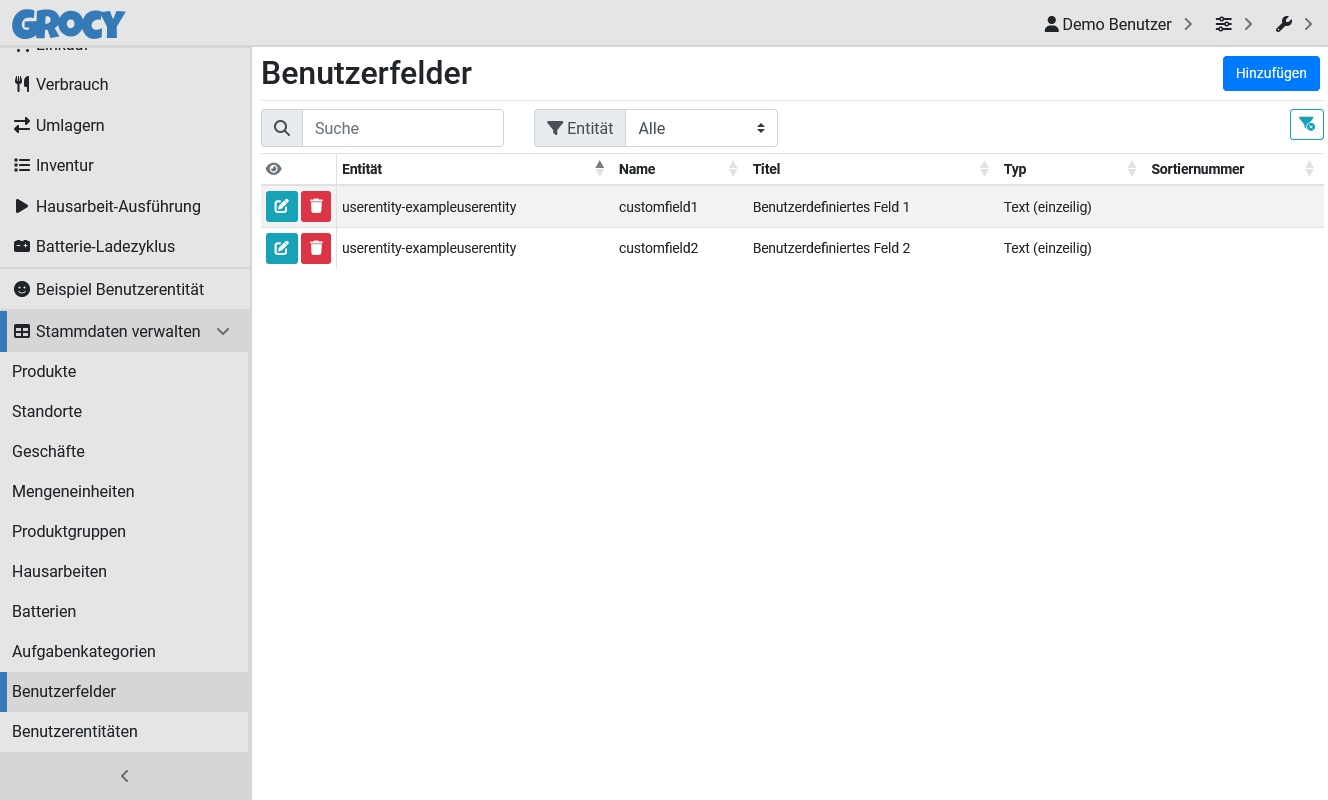 GROCY
Demo Benutzer
Einkauf
Verbrauch
Umlagern
Inventur
Hausarbeit-Ausführung
Batterie-Ladezyklus
Beispiel Benutzerentität
Stammdaten verwalten
Produkte
Standorte
Geschäfte
Mengeneinheiten
Produktgruppen
Hausarbeiten
Batterien
Aufgabenkategorien
Benutzerfelder
Benutzerentitäten
Benutzerfelder
Hinzufügen
Suche
Entität Alle
Entität Name Titel Typ Sortiernummer
userentity-exampleuserentity customfield1 Benutzerdefiniertes Feld 1 Text (einzeilig)
userentity-exampleuserentity customfield2 Benutzerdefiniertes Feld 2 Text (einzeilig)